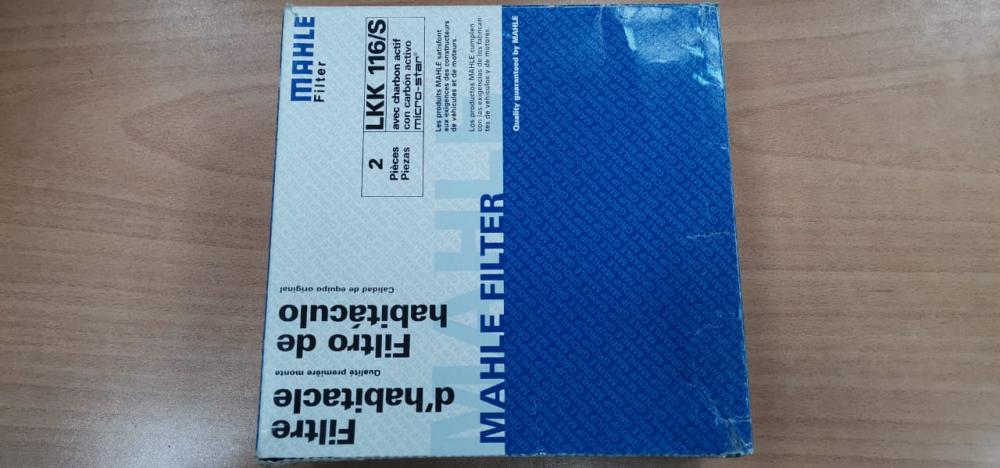 MAHLE
Filter
2
Pièces
Piezas
LKK 116/S
avec charbon actif
con carbón activo
micro-star®
Les produits MAHLE satisfont
aux exigences des constructeurs
de véhicules et de moteurs.
Los productos MAHLE cumplen
con las exigencias de los fabrican
tes de vehículos y de motores.
Quality guaranteed by MAHLE
MAHLE FILTER
MAHLE
Filtre
d'habitacle
Qualité première monte
Filtro de
habitáculo
Calidad de equipo original